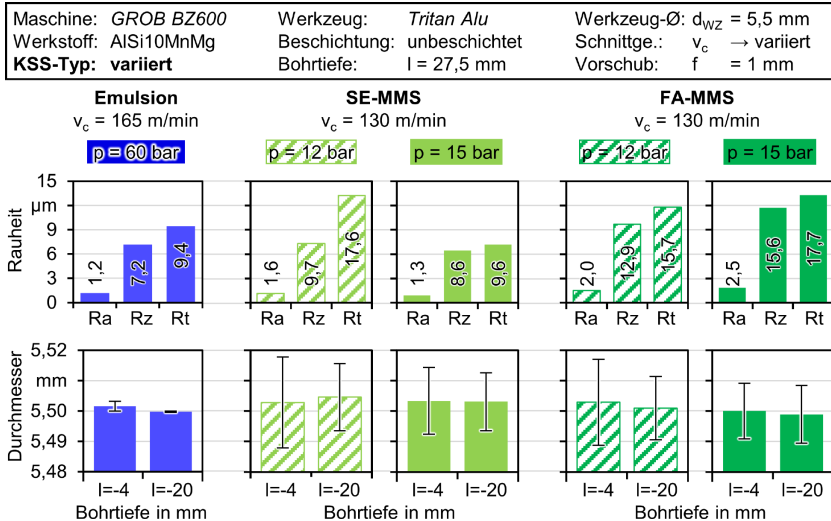 Maschine: GROB BZ600 Werkzeug: Tritan Alu Werkzeug-Ø: dWZ = 5,5 mm
Werkstoff: AlSi10MnMg Beschichtung: unbeschichtet Schnittge.: vc → variiert
KSS-Typ: variiert Bohrtiefe: l = 27,5 mm Vorschub: f = 1 mm
Emulsion SE-MMS FA-MMS
vc = 165 m/min vc = 130 m/min vc = 130 m/min
p = 60 bar p = 12 bar p = 15 bar p = 12 bar p = 15 bar
Rauheit
15
µm
9
6
3
0
1,2 7,2 9,4
1,6 9,7 17,6
1,3 8,6 9,6
2,0 12,9 15,7
2,5 15,6 17,7
Ra Rz Rt Ra Rz Rt Ra Rz Rt Ra Rz Rt Ra Rz Rt
Durchmesser
5,52
mm
5,50
5,49
5,48
l=-4 l=-20 l=-4 l=-20 l=-4 l=-20 l=-4 l=-20 l=-4 l=-20
Bohrtiefe in mm Bohrtiefe in mm Bohrtiefe in mm